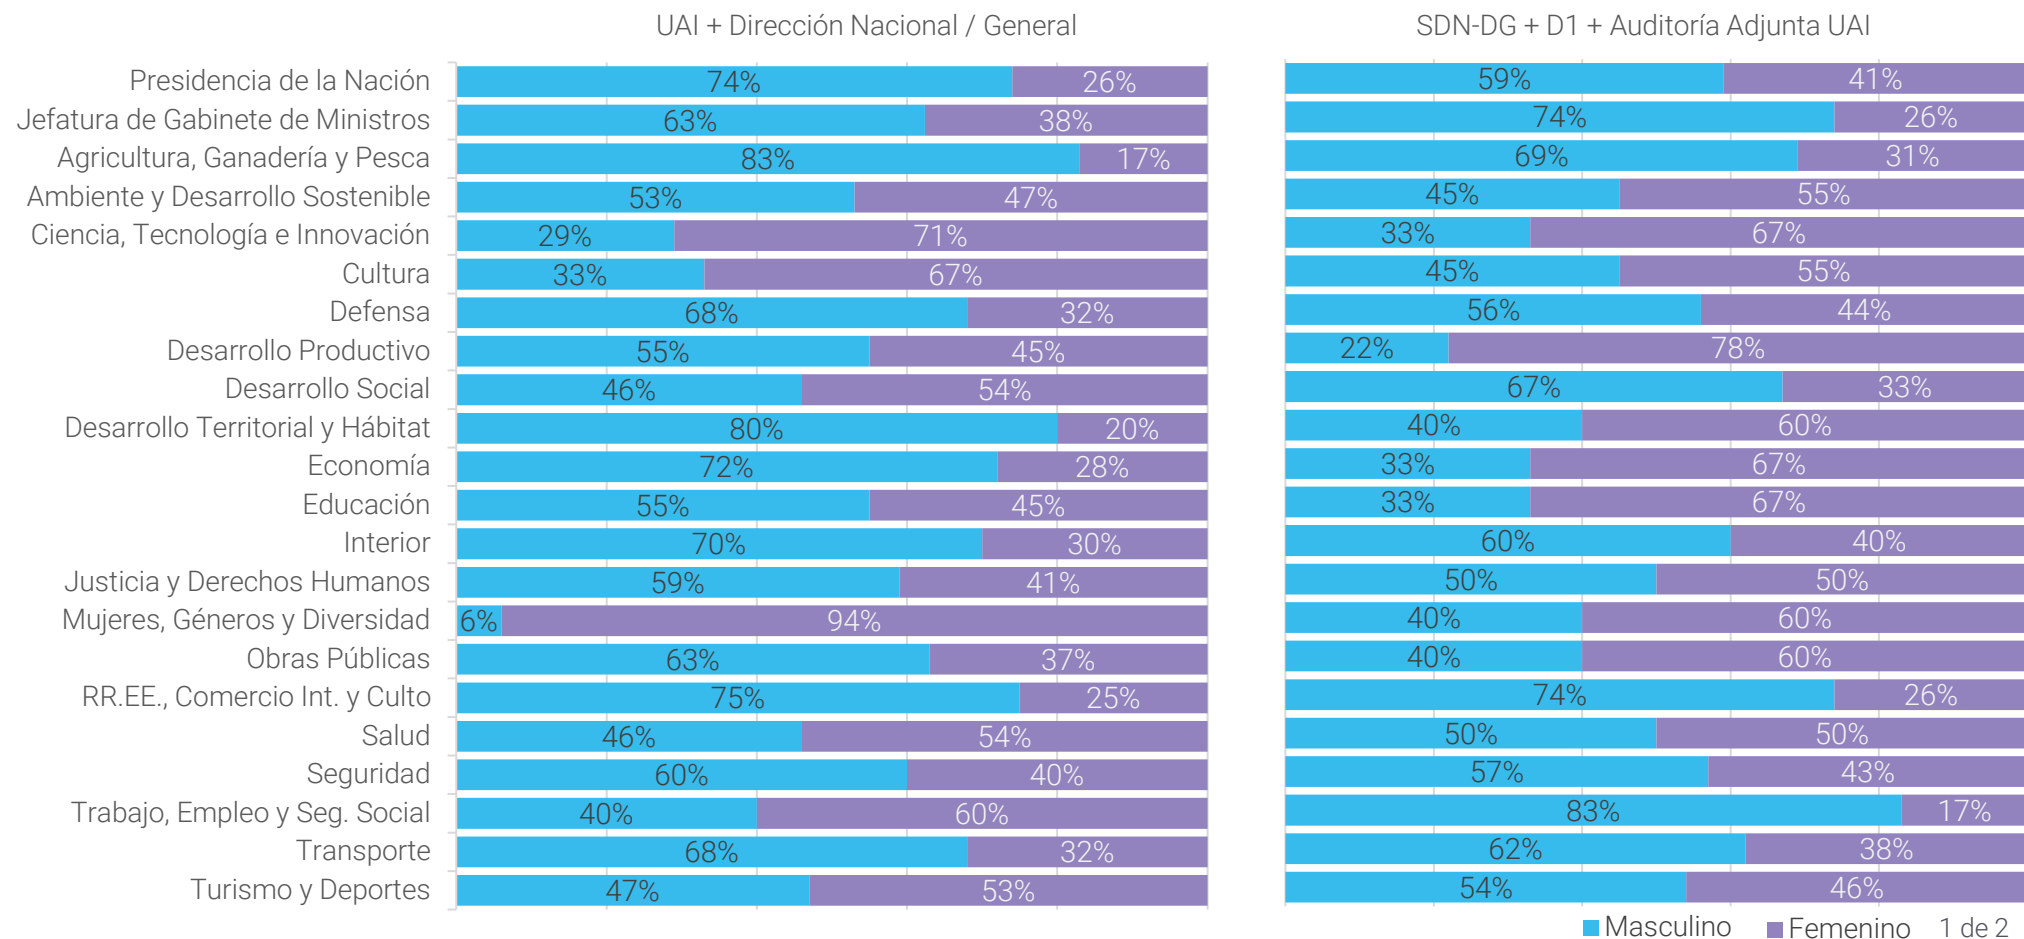 UAI + Dirección Nacional / General SDN-DG + D1 + Auditoría Adjunta UAI
Presidencia de la Nación 74% 26% 59% 41%
Jefatura de Gabinete de Ministros 63% 38% 74% 26%
Agricultura, Ganadería y Pesca 83% 17% 69% 31%
Ambiente y Desarrollo Sostenible 53% 47% 45% 55%
Ciencia, Tecnología e Innovación 29% 71% 33% 67%
Cultura 33% 67% 45% 55%
Defensa 68% 32% 56% 44%
Desarrollo Productivo 55% 45% 22% 78%
Desarrollo Social 46% 54% 67% 33%
Desarrollo Territorial y Hábitat 80% 20% 40% 60%
Economía 72% 28% 33% 67%
Educación 55% 45% 33% 67%
Interior 70% 30% 60% 40%
Justicia y Derechos Humanos 59% 41% 50% 50%
Mujeres, Géneros y Diversidad 6% 94% 40% 60%
Obras Públicas 63% 37% 40% 60%
RR.EE., Comercio Int. y Culto 75% 25% 74% 26%
Salud 46% 54% 50% 50%
Seguridad 60% 40% 57% 43%
Trabajo, Empleo y Seg. Social 40% 60% 83% 17%
Transporte 68% 32% 62% 38%
Turismo y Deportes 47% 53% 54% 46%
Masculino Femenino 1 de 2